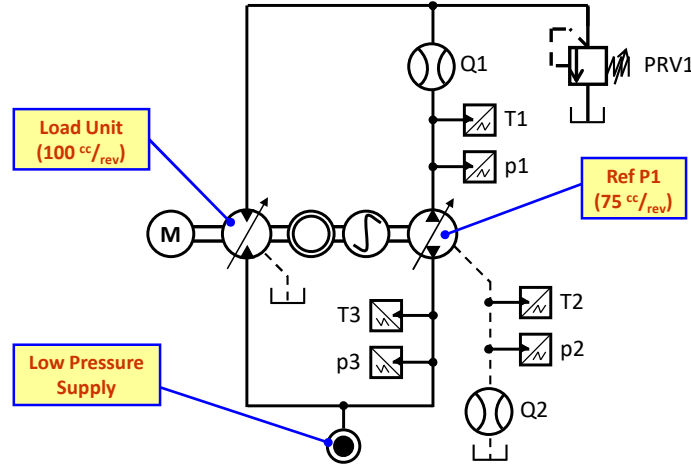 Q1
PRV1
T1
Load Unit
(100 cc/rev)
p1
Ref P1
(75 cc/rev)
M
T3
T2
p3
p2
Low Pressure
Supply
Q2